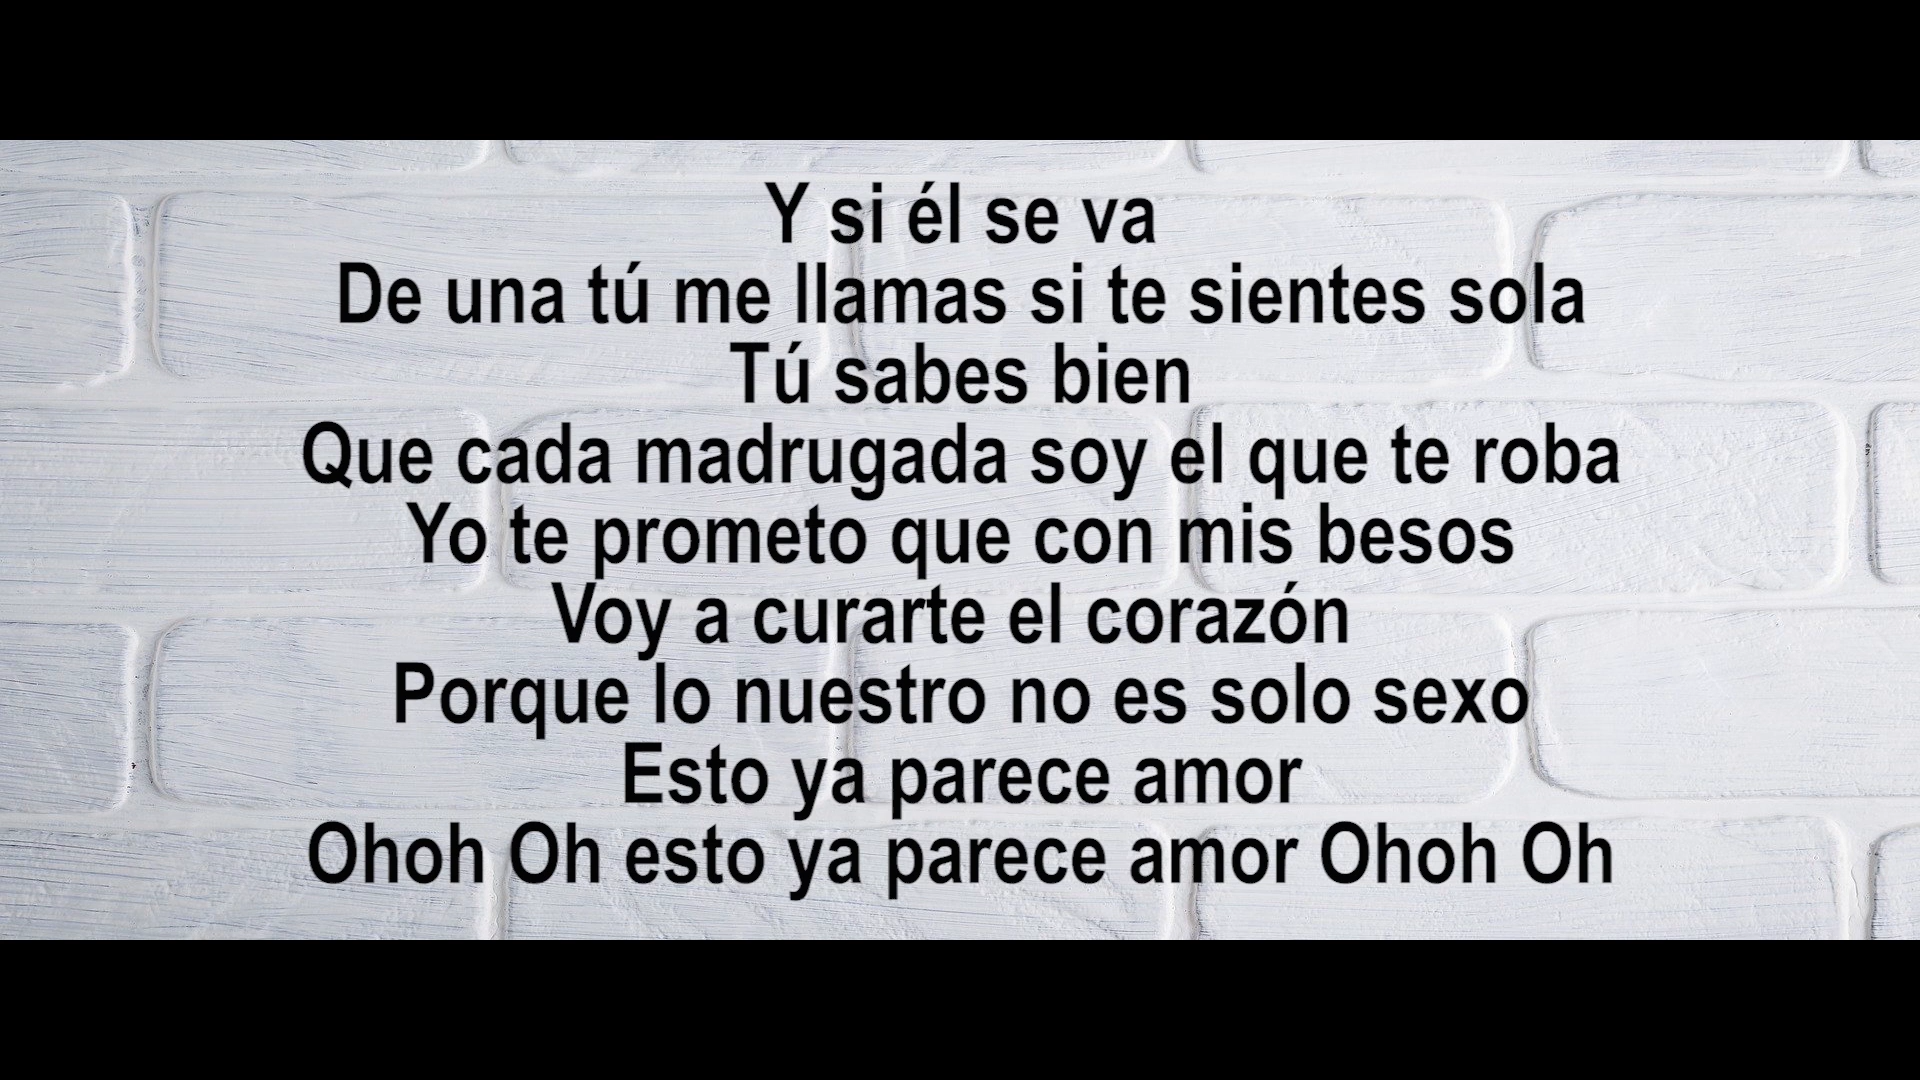 Y si él se va
De una tú me llamas si te sientes sola
Tú sabes bien
Que cada madrugada soy el que te roba
Yo te prometo que con mis besos
Voy a curarte el corazón
Porque lo nuestro no es solo sexo
Esto ya parece amor
Ohoh Oh esto ya parece amor Ohoh Oh